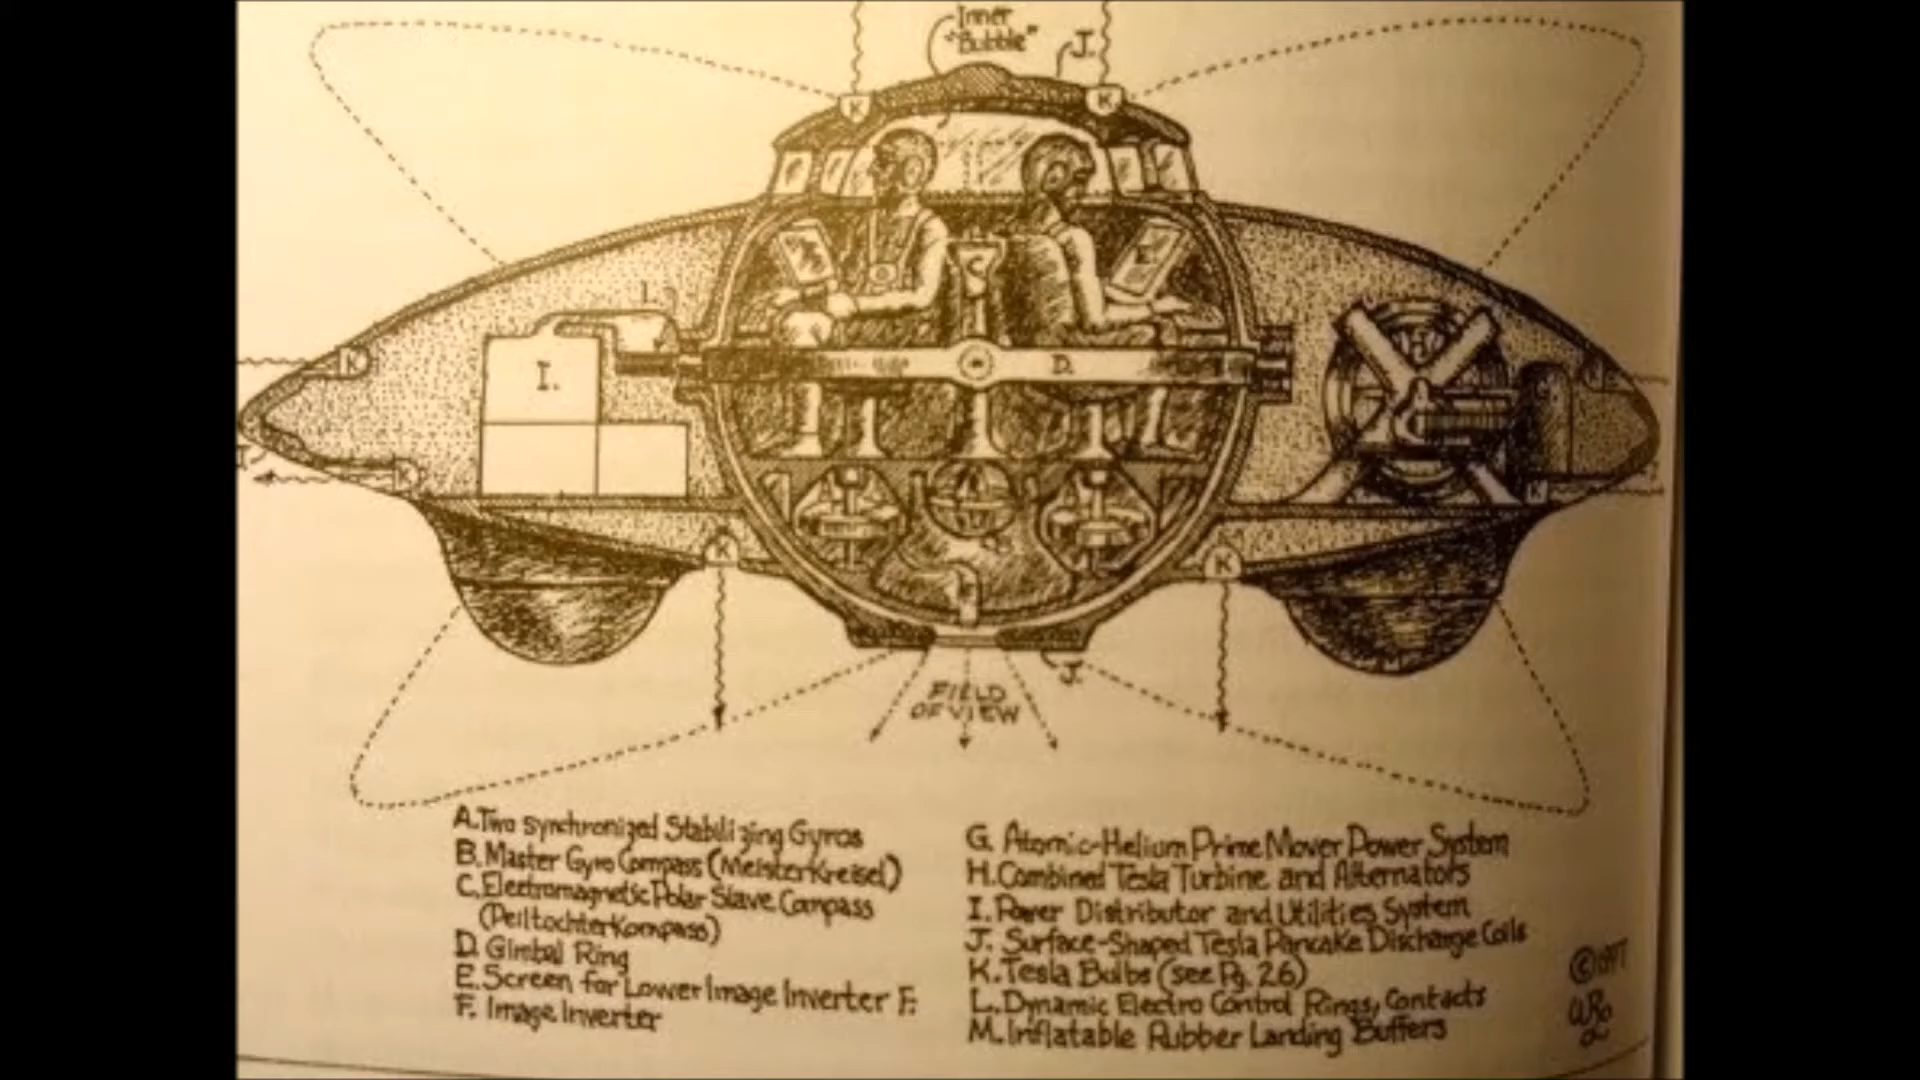 Inner
"Bubble"
J.
K
K
C
E
L
I.
D.
H
K
K
K
K
J.
FIELD
OF VIEW
A. Two Synchronized Stabilizing Gyros
B. Master Gyro Compass (Meisterkreisel)
C. Electromagnetic Polar Slave Compass
(Peiltochterkompass)
D. Gimbal Ring
E. Screen for Lower Image Inverter F.
F. Image Inverter
G. Atomic-Helium Prime Mover Power System
H. Combined Tesla Turbine and Alternators
I. Power Distributor and Utilities System
J. Surface-Shaped Tesla Pancake Discharge Coils
K. Tesla Bulbs (see Pg. 26)
L. Dynamic Electro Control Rings, Contacts
M. Inflatable Rubber Landing Buffers